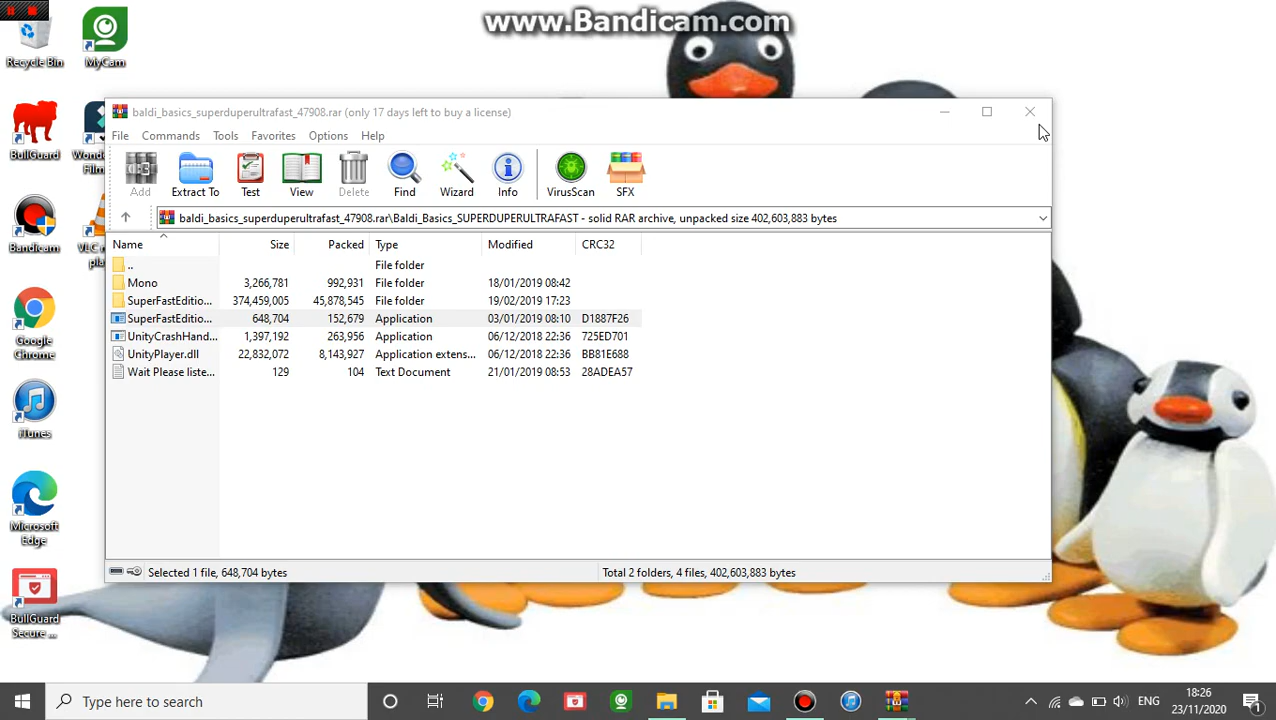 www.Bandicam.com
Recycle Bin
MyCam
BullGuard
Wond...
Film...
Bandicam
VLC m...
pla...
Google
Chrome
iTunes
Microsoft
Edge
BullGuard
Secure ...
baldi_basics_superduperultrafast_47908.rar (only 17 days left to buy a license)
File Commands Tools Favorites Options Help
Add Extract To Test View Delete Find Wizard Info VirusScan SFX
baldi_basics_superduperultrafast_47908.rar\Baldi_Basics_SUPERDUPERULTRAFAST - solid RAR archive, unpacked size 402,603,883 bytes
Name Size Packed Type Modified CRC32
.. File folder
Mono 3,266,781 992,931 File folder 18/01/2019 08:42
SuperFastEditio... 374,459,005 45,878,545 File folder 19/02/2019 17:23
SuperFastEditio... 648,704 152,679 Application 03/01/2019 08:10 D1887F26
UnityCrashHand... 1,397,192 263,956 Application 06/12/2018 22:36 725ED701
UnityPlayer.dll 22,832,072 8,143,927 Application extens... 06/12/2018 22:36 BB81E688
Wait Please liste... 129 104 Text Document 21/01/2019 08:53 28ADEA57
Selected 1 file, 648,704 bytes
Total 2 folders, 4 files, 402,603,883 bytes
Type here to search
ENG
18:26
23/11/2020
1